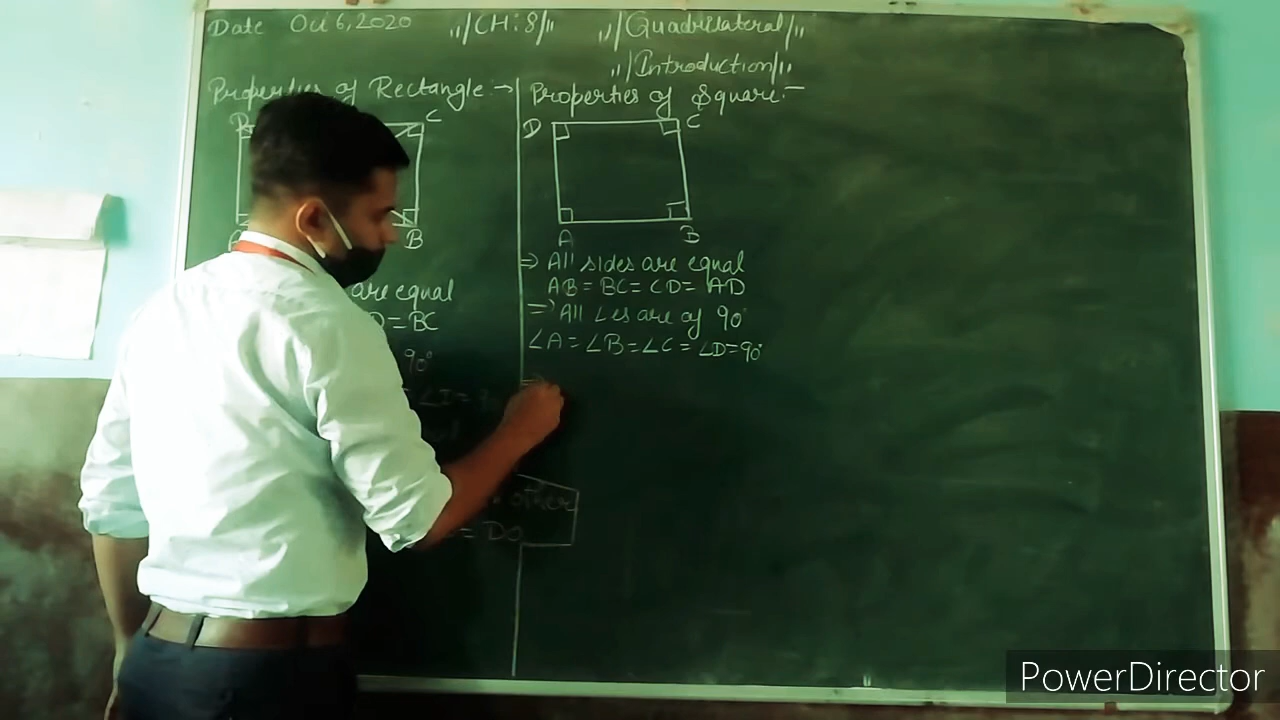 Date Oct 6, 2020
//CH:8//
//Quadrilateral//
//Introduction//
Properties of Rectangle:→
D C
A B
are equal
D = BC
90°
= ∠D = 90
other
= DO
Properties of Square:-
D C
A B
⇒ All sides are equal
AB = BC = CD = AD
⇒ All ∠es are of 90°
∠A = ∠B = ∠C = ∠D = 90°
PowerDirector